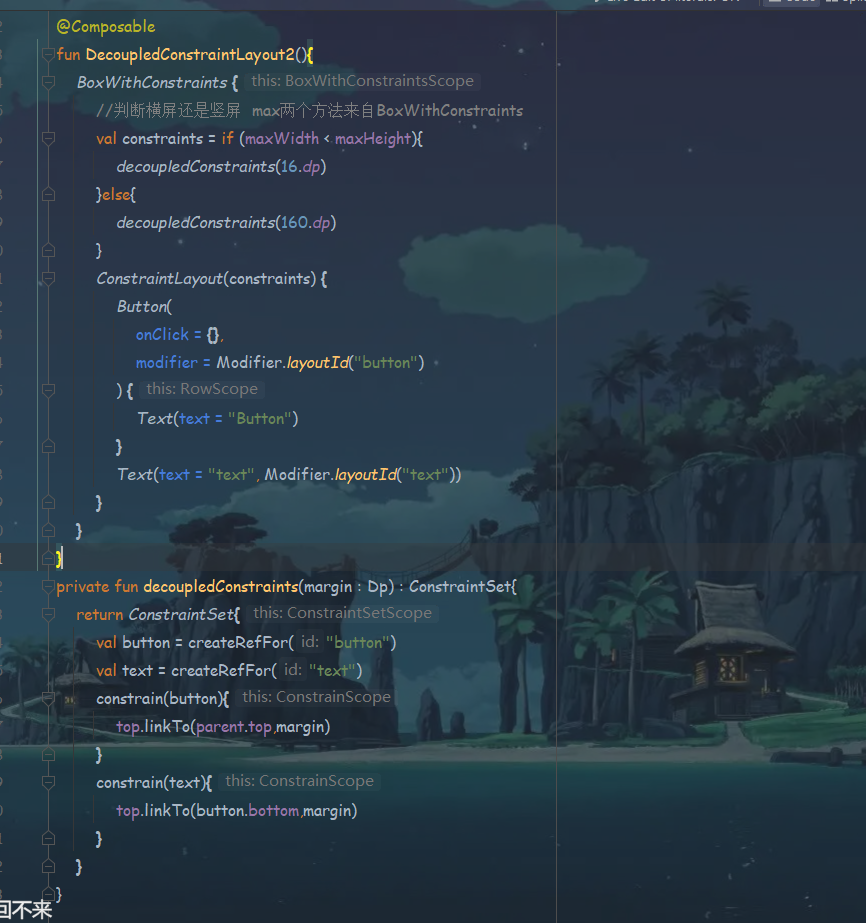 @Composable
fun DecoupledConstraintLayout2(){
BoxWithConstraints { this: BoxWithConstraintsScope
//判断横屏还是竖屏 max两个方法来自BoxWithConstraints
val constraints = if (maxWidth < maxHeight){
decoupledConstraints(16.dp)
}else{
decoupledConstraints(160.dp)
}
ConstraintLayout(constraints) {
Button(
onClick = {},
modifier = Modifier.layoutId("button")
) { this: RowScope
Text(text = "Button")
}
Text(text = "text", Modifier.layoutId("text"))
}
}
}
private fun decoupledConstraints(margin : Dp) : ConstraintSet{
return ConstraintSet{ this: ConstraintSetScope
val button = createRefFor( id: "button")
val text = createRefFor( id: "text")
constrain(button){ this: ConstrainScope
top.linkTo(parent.top,margin)
}
constrain(text){ this: ConstrainScope
top.linkTo(button.bottom,margin)
}
}
}
回不来